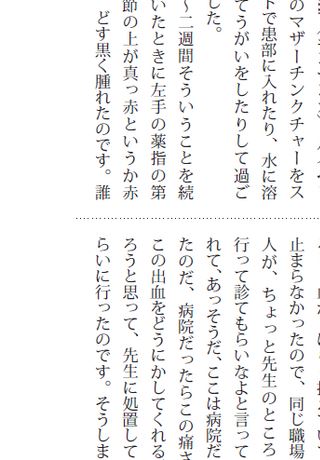 のマザーチンクチャーをス
トで患部に入れたり、水に溶
てうがいをしたりして過ご
した。
〜二週間そういうことを続
いたときに左手の薬指の第
節の上が真っ赤というか赤
どす黒く腫れたのです。誰
止まらなかったので、同じ職場
人が、ちょっと先生のところ
行って診てもらいなよと言って
れて、あっそうだ、ここは病院だ
たのだ、病院だったらこの痛さ
この出血をどうにかしてくれる
ろうと思って、先生に処置して
らいに行ったのです。そうしま